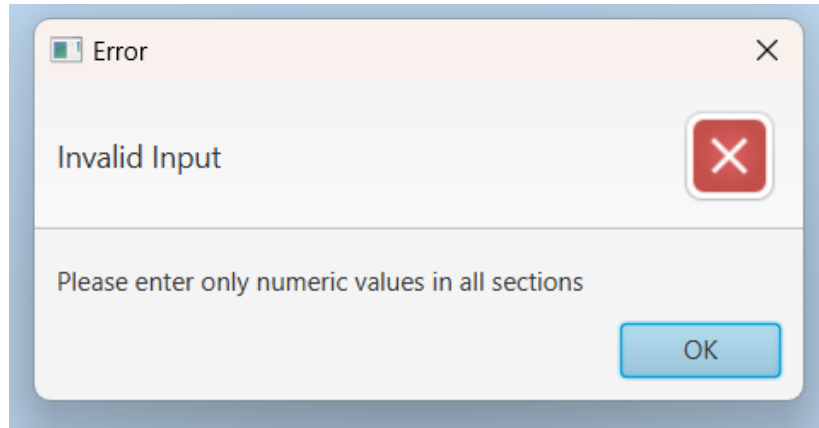 Error
Invalid Input
Please enter only numeric values in all sections
OK